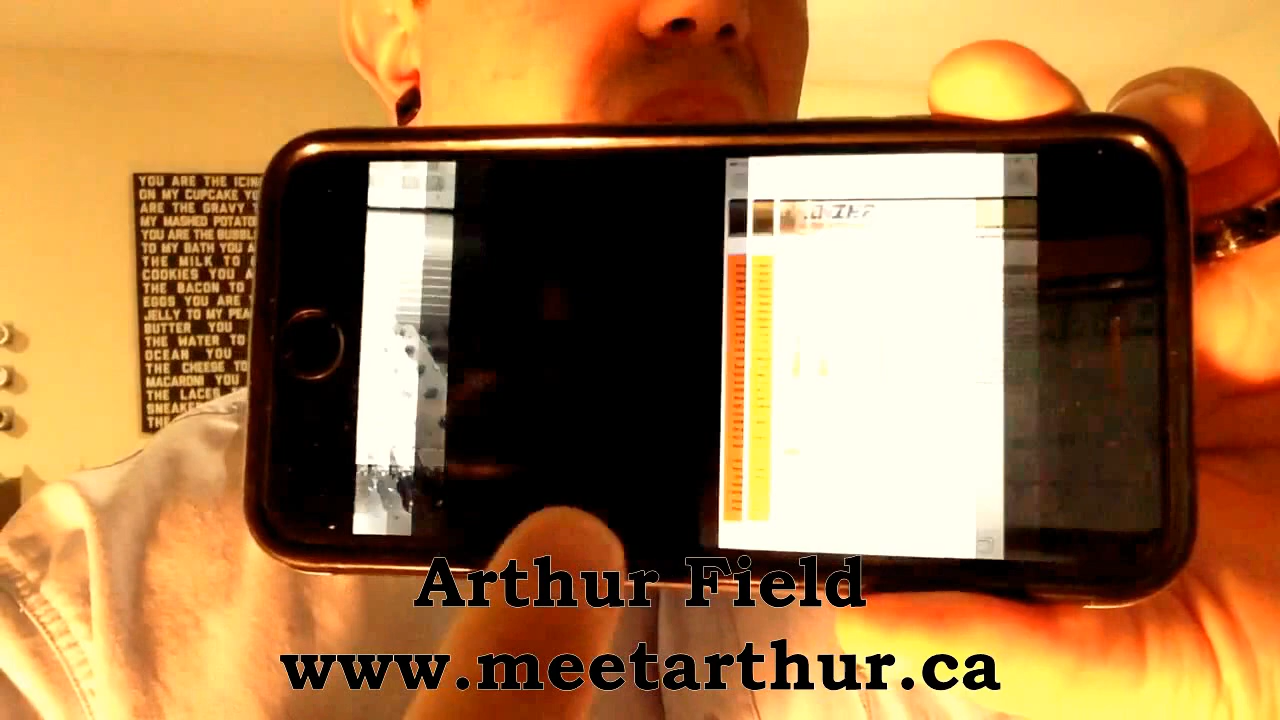 YOU ARE THE ICIN
ON MY CUPCAKE YO
ARE THE GRAVY T
MY MASHED POTATO
YOU ARE THE BUBBL
TO MY BATH YOU A
THE MILK TO
COOKIES YOU A
THE BACON TO
EGGS YOU ARE
JELLY TO MY PEA
BUTTER YOU
THE WATER TO
OCEAN YOU
THE CHEESE TO
MACARONI YOU
THE LACES
SNEAKE
Arthur Field
www.meetarthur.ca